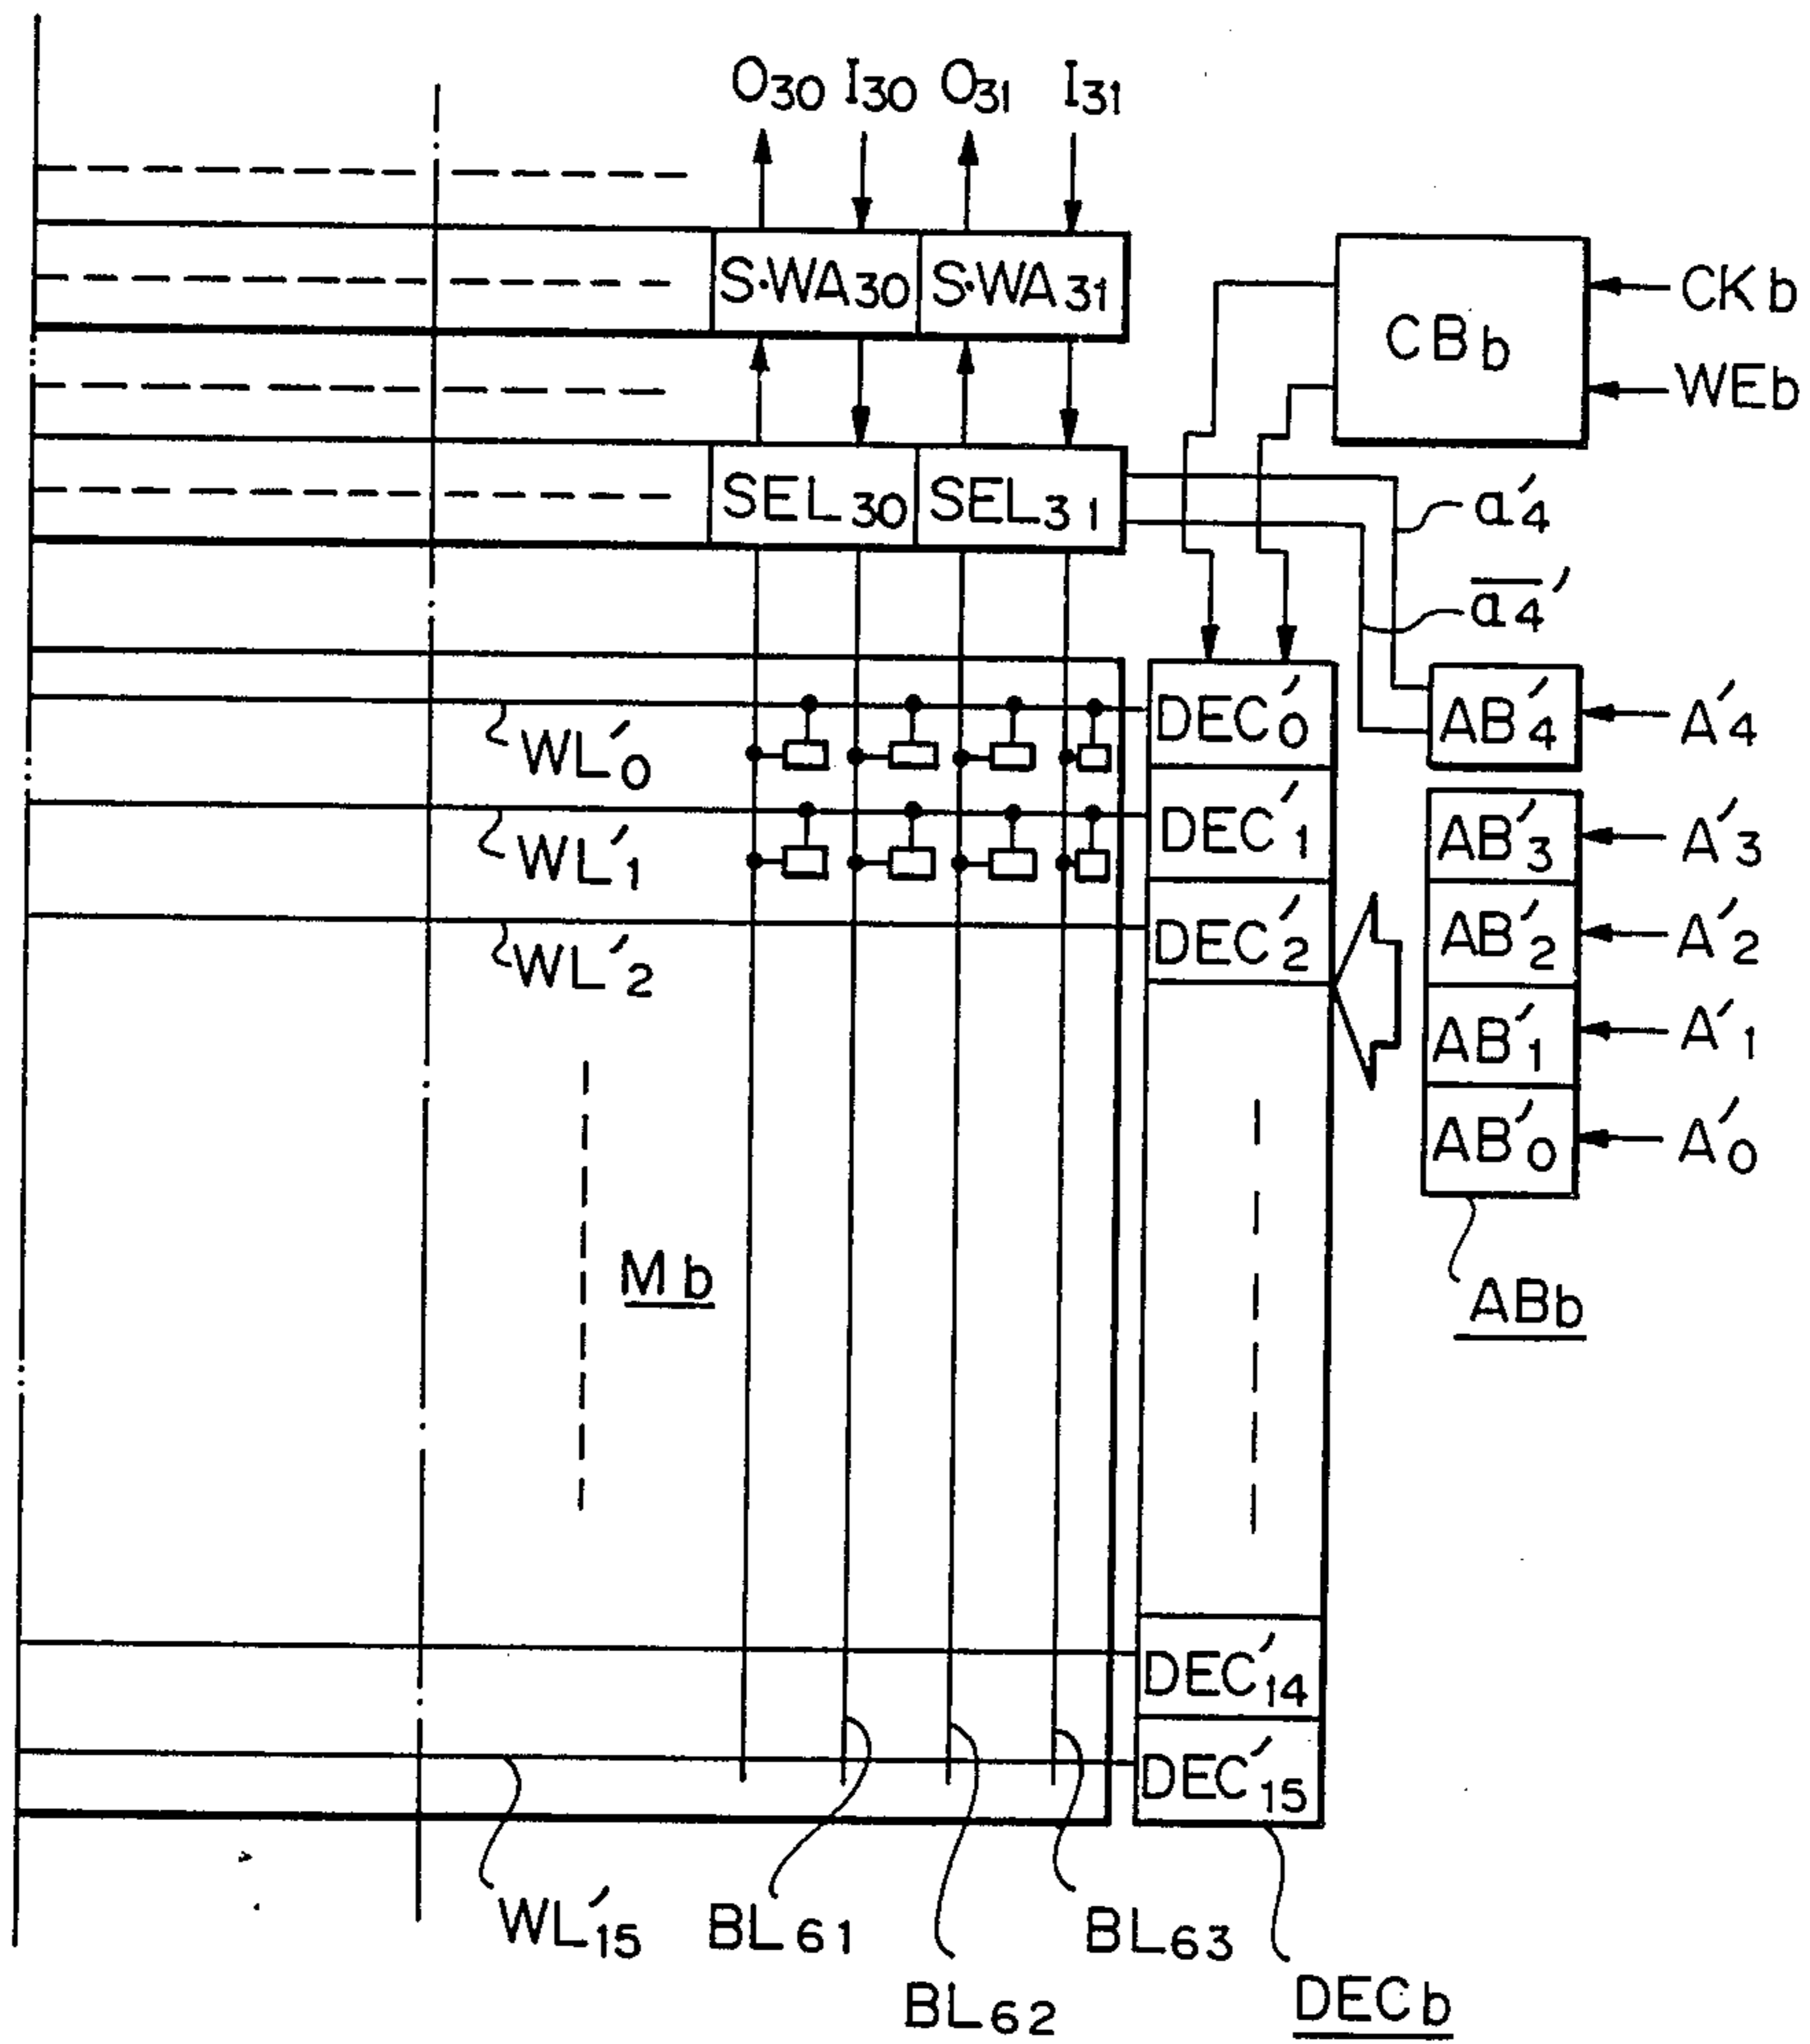 O30 I30 O31 I31
S·WA30 S·WA31
CBb
CKb
WEb
SEL30 SEL31
a'4
a4'
WL'0
WL'1
WL'2
DEC'0
DEC'1
DEC'2
AB'4 A'4
AB'3 A'3
AB'2 A'2
AB'1 A'1
AB'0 A'0
ABb
Mb
DEC'14
DEC'15
WL'15
BL61
BL62
BL63
DECb